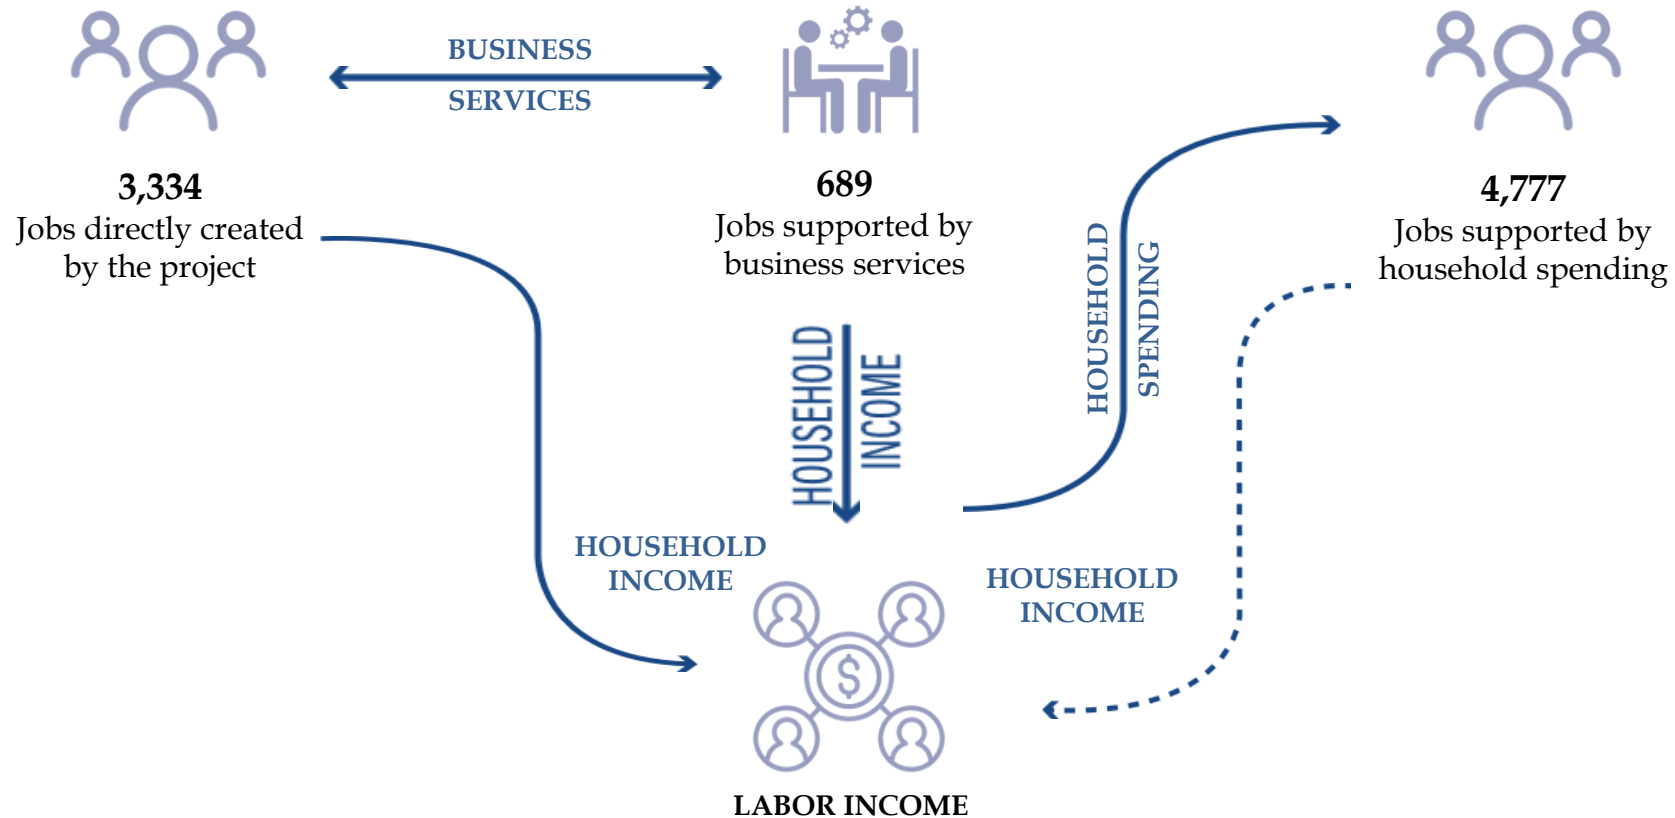 BUSINESS
SERVICES
3,334
Jobs directly created
by the project
689
Jobs supported by
business services
4,777
Jobs supported by
household spending
HOUSEHOLD
SPENDING
HOUSEHOLD
INCOME
HOUSEHOLD
INCOME
HOUSEHOLD
INCOME
$
LABOR INCOME